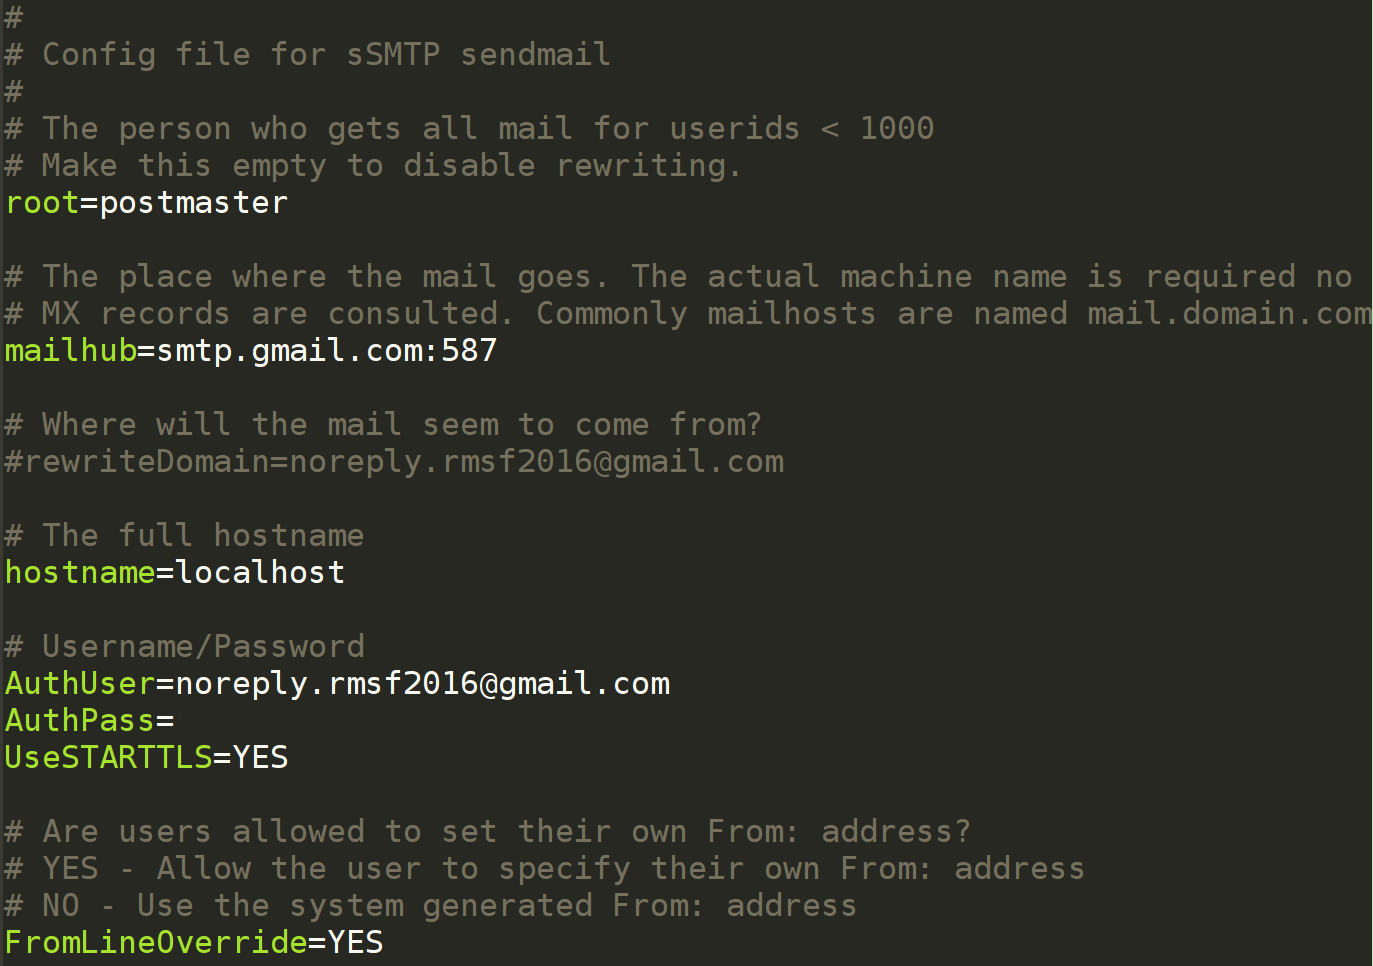 #
# Config file for sSMTP sendmail
#
# The person who gets all mail for userids < 1000
# Make this empty to disable rewriting.
root=postmaster

# The place where the mail goes. The actual machine name is required no
# MX records are consulted. Commonly mailhosts are named mail.domain.com
mailhub=smtp.gmail.com:587

# Where will the mail seem to come from?
#rewriteDomain=noreply.rmsf2016@gmail.com

# The full hostname
hostname=localhost

# Username/Password
AuthUser=noreply.rmsf2016@gmail.com
AuthPass=
UseSTARTTLS=YES

# Are users allowed to set their own From: address?
# YES - Allow the user to specify their own From: address
# NO - Use the system generated From: address
FromLineOverride=YES